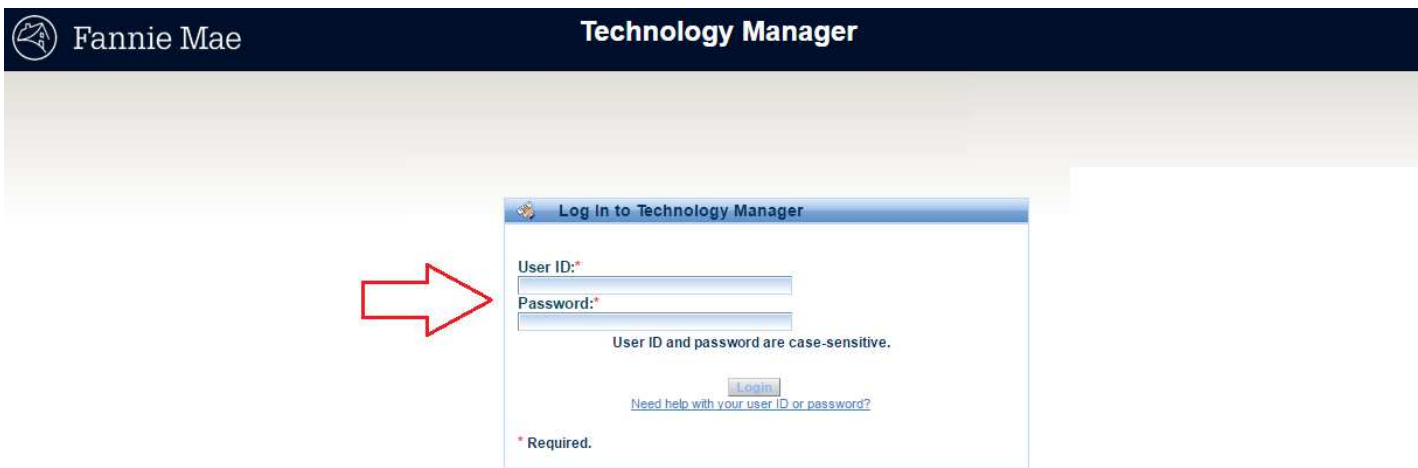 Fannie Mae
Technology Manager
Log In to Technology Manager
User ID:*
Password:*
User ID and password are case-sensitive.
Login
Need help with your user ID or password?
* Required.